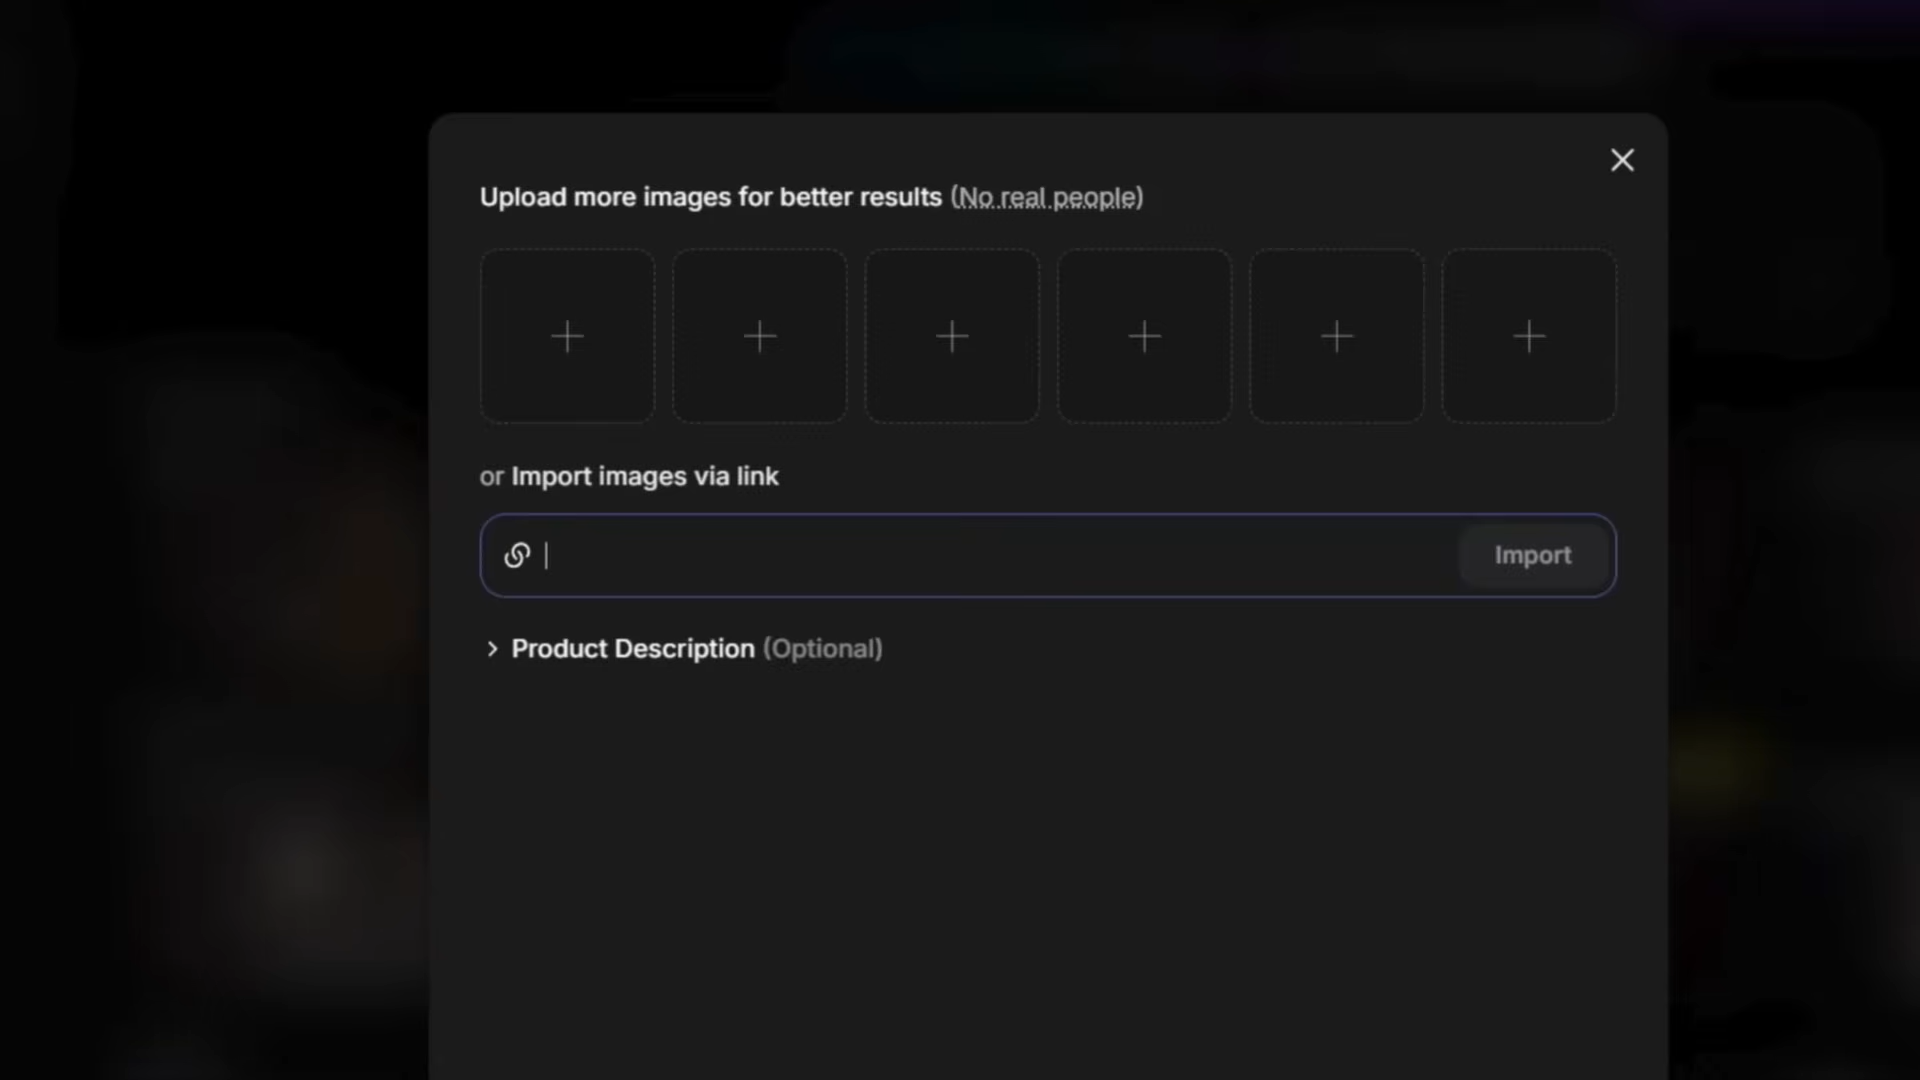 Upload more images for better results (No real people)
or Import images via link
Import
Product Description (Optional)